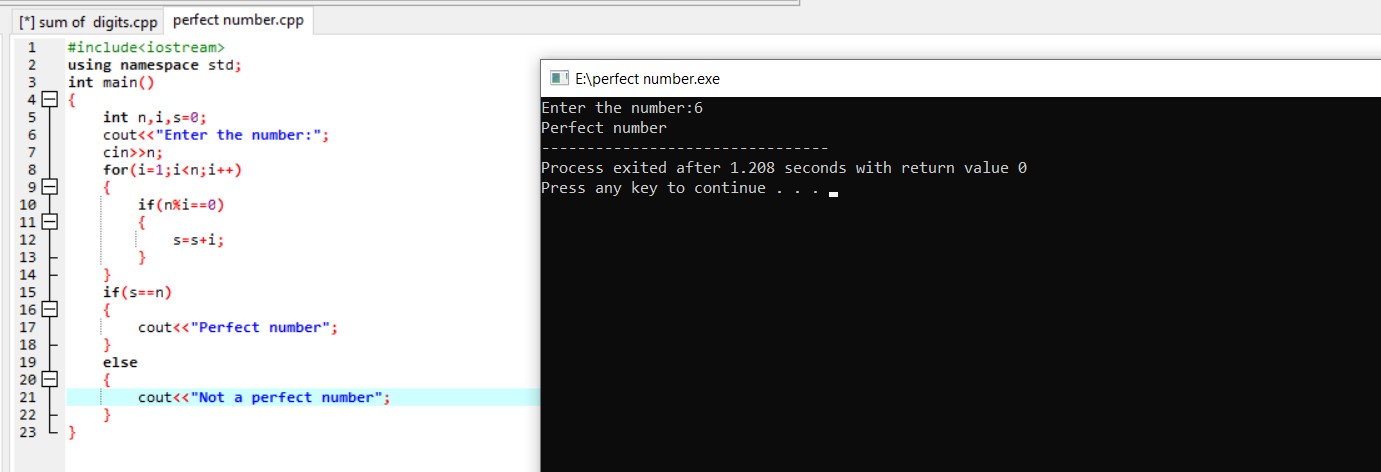 [*] sum of  digits.cpp perfect number.cpp
1 #include<iostream>
2 using namespace std;
3 int main()
4 {
5 int n,i,s=0;
6 cout<<"Enter the number:";
7 cin>>n;
8 for(i=1;i<n;i++)
9 {
10 if(n%i==0)
11 {
12 s=s+i;
13 }
14 }
15 if(s==n)
16 {
17 cout<<"Perfect number";
18 }
19 else
20 {
21 cout<<"Not a perfect number";
22 }
23 }
E:\perfect number.exe
Enter the number:6
Perfect number
--------------------------------
Process exited after 1.208 seconds with return value 0
Press any key to continue . . .